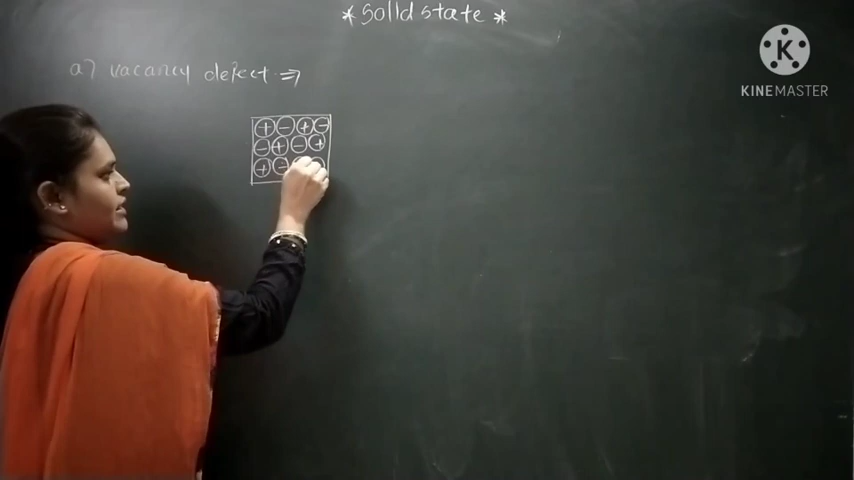 * Solid state *
a) vacancy defect. ⇒
K
KINEMASTER
+ - + -
- + - +
+ -